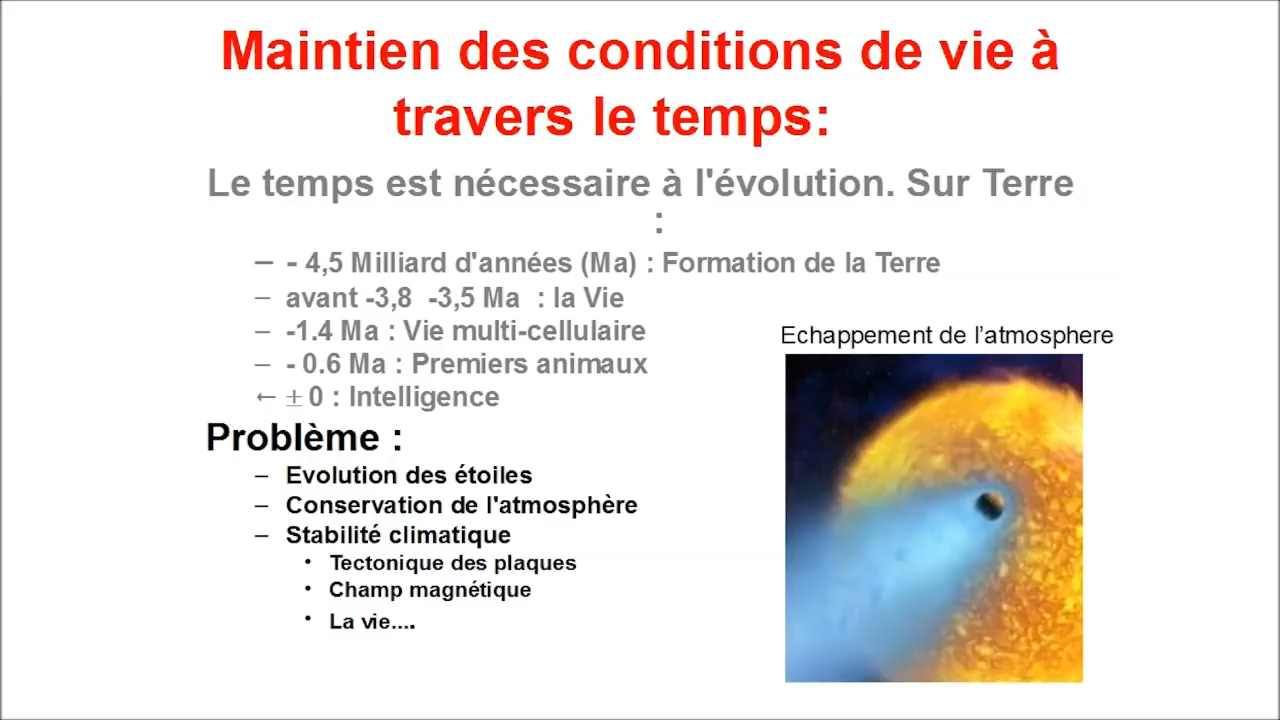 Maintien des conditions de vie à
travers le temps:
Le temps est nécessaire à l'évolution. Sur Terre
:
– - 4,5 Milliard d'années (Ma) : Formation de la Terre
– avant -3,8 -3,5 Ma : la Vie
– -1.4 Ma : Vie multi-cellulaire
– - 0.6 Ma : Premiers animaux
← ± 0 : Intelligence
Echappement de l’atmosphere
Problème :
– Evolution des étoiles
– Conservation de l'atmosphère
– Stabilité climatique
• Tectonique des plaques
• Champ magnétique
• La vie....